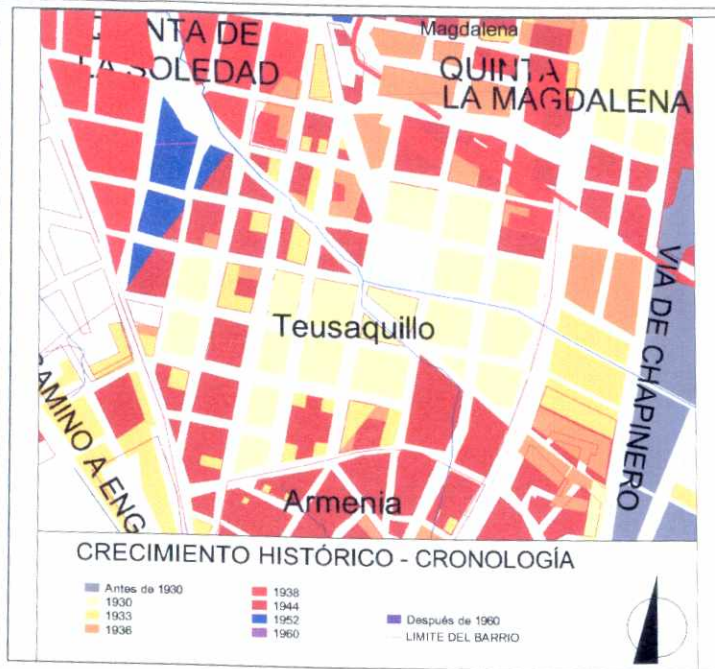 NTA DE
LA SOLEDAD
Magdalena
QUINTA
LA MAGDALENA
VIA DE CHAPINERO
Teusaquillo
CAMINO A ENG
Armenia
CRECIMIENTO HISTÓRICO - CRONOLOGÍA
Antes de 1930
1930
1933
1936
1938
1944
1952
1960
Después de 1960
LIMITE DEL BARRIO